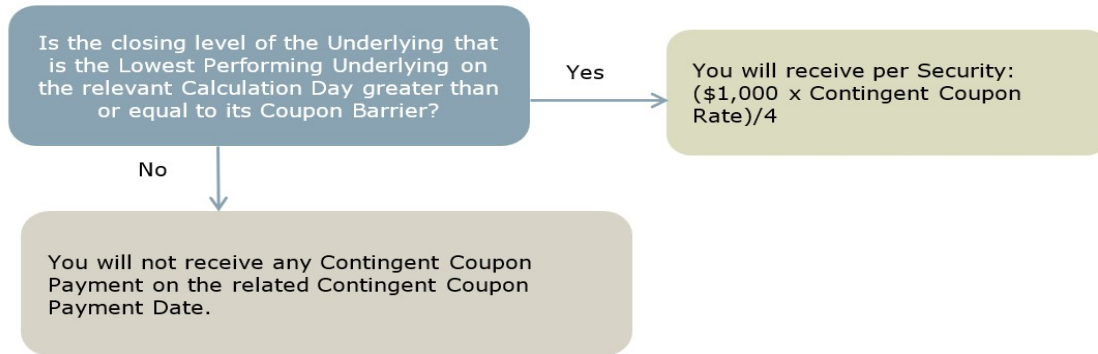 Is the closing level of the Underlying that
is the Lowest Performing Underlying on
the relevant Calculation Day greater than
or equal to its Coupon Barrier?
Yes
You will receive per Security:
($1,000 x Contingent Coupon
Rate)/4
No
You will not receive any Contingent Coupon
Payment on the related Contingent Coupon
Payment Date.